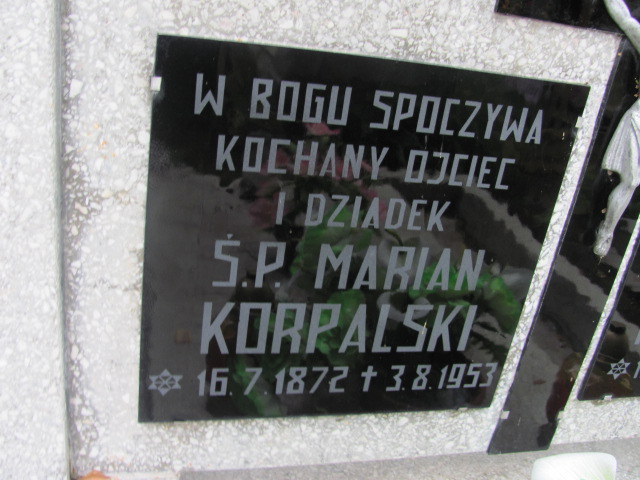 W BOGU SPOCZYWA
KOCHANY OJCIEC
I DZIADEK
Ś.P. MARIAN
KORPALSKI
✡ 16.7 1872 ✝ 3.8.1953